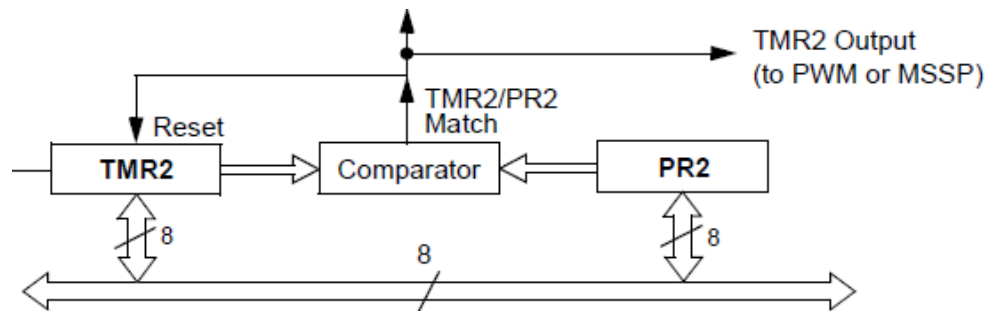 TMR2 Output
(to PWM or MSSP)
TMR2/PR2
Match
Reset
TMR2
Comparator
PR2
8
8
8